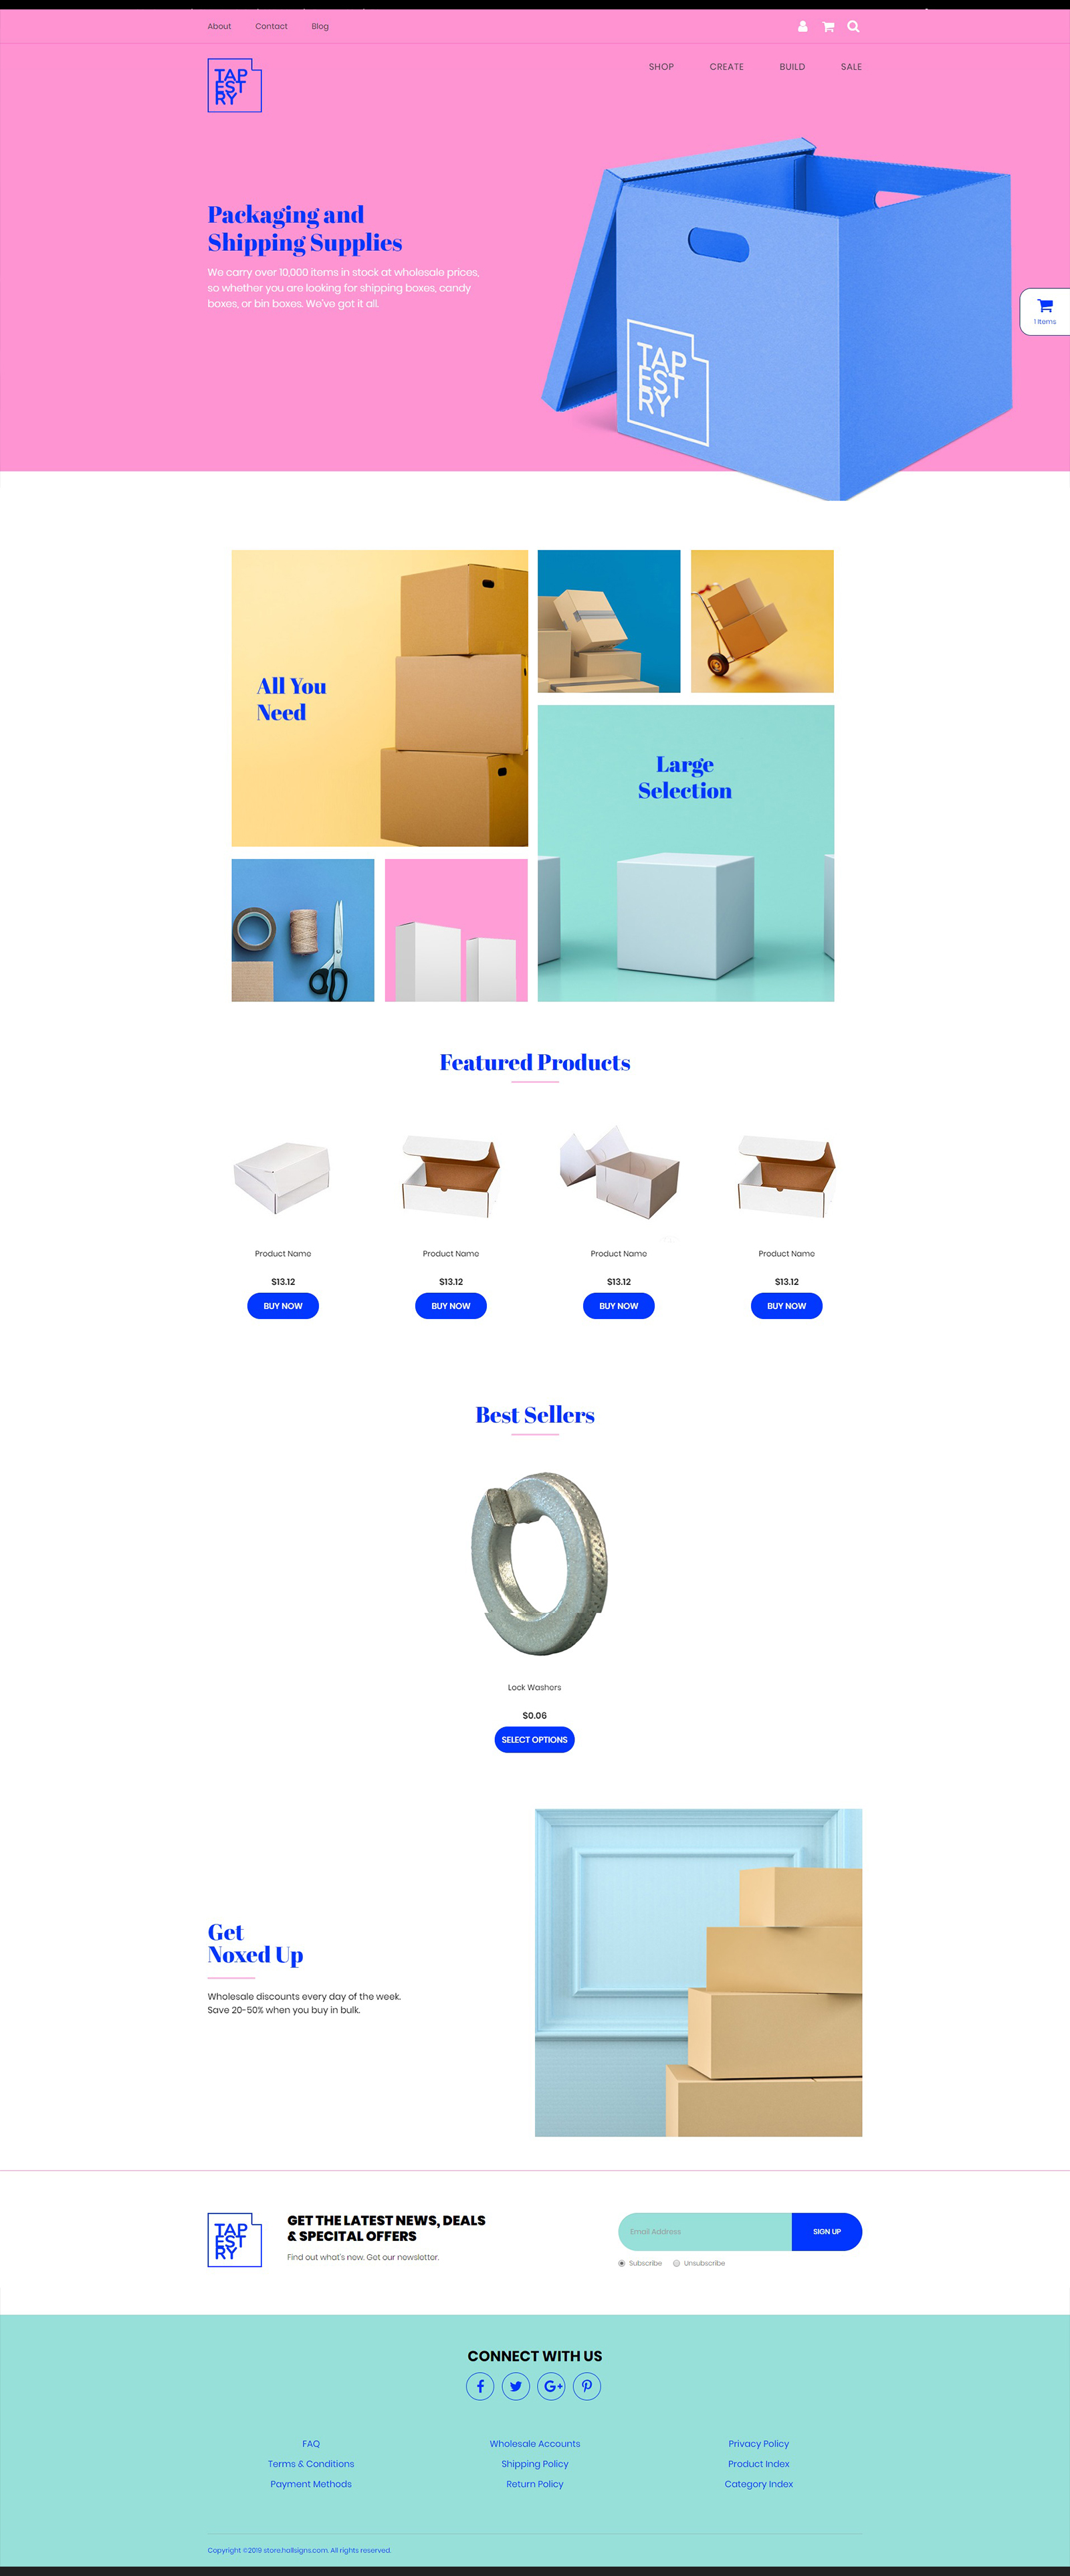 About Contact Blog
TAP
EST
RY
SHOP CREATE BUILD SALE
Packaging and
Shipping Supplies
We carry over 10,000 items in stock at wholesale prices,
so whether you are looking for shipping boxes, candy
boxes, or bin boxes. We've got it all.
TAP
EST
RY
1 Items
All You
Need
Large
Selection
Featured Products
Product Name Product Name Product Name Product Name
$13.12 $13.12 $13.12 $13.12
BUY NOW BUY NOW BUY NOW BUY NOW
Best Sellers
Lock Washers
$0.06
SELECT OPTIONS
Get
Noxed Up
Wholesale discounts every day of the week.
Save 20-50% when you buy in bulk.
TAP
EST
RY
GET THE LATEST NEWS, DEALS
& SPECITAL OFFERS
Find out what's new. Get our newsletter.
Email Address SIGN UP
Subscribe Unsubscribe
CONNECT WITH US
FAQ Wholesale Accounts Privacy Policy
Terms & Conditions Shipping Policy Product Index
Payment Methods Return Policy Category Index
Copyright ©2019 store.hallsigns.com. All rights reserved.